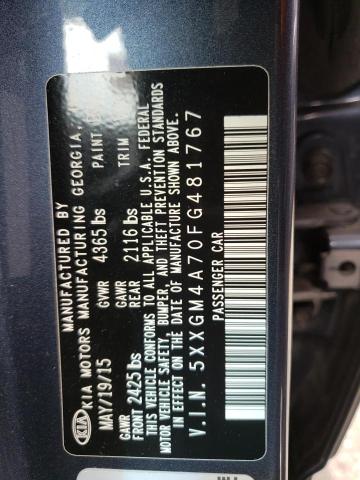 MANUFACTURED BY
KIA KIA MOTORS MANUFACTURING GEORGIA,
MAY/19/15 GVWR 4365 lbs PAINT
GAWR FRONT 2425 lbs GAWR REAR 2116 lbs TRIM
THIS VEHICLE CONFORMS TO ALL APPLICABLE U.S.A. FEDERAL
MOTOR VEHICLE SAFETY, BUMPER, AND THEFT PREVENTION STANDARDS
IN EFFECT ON THE DATE OF MANUFACTURE SHOWN ABOVE.
V.I.N. 5XXGM4A70FG481767
PASSENGER CAR